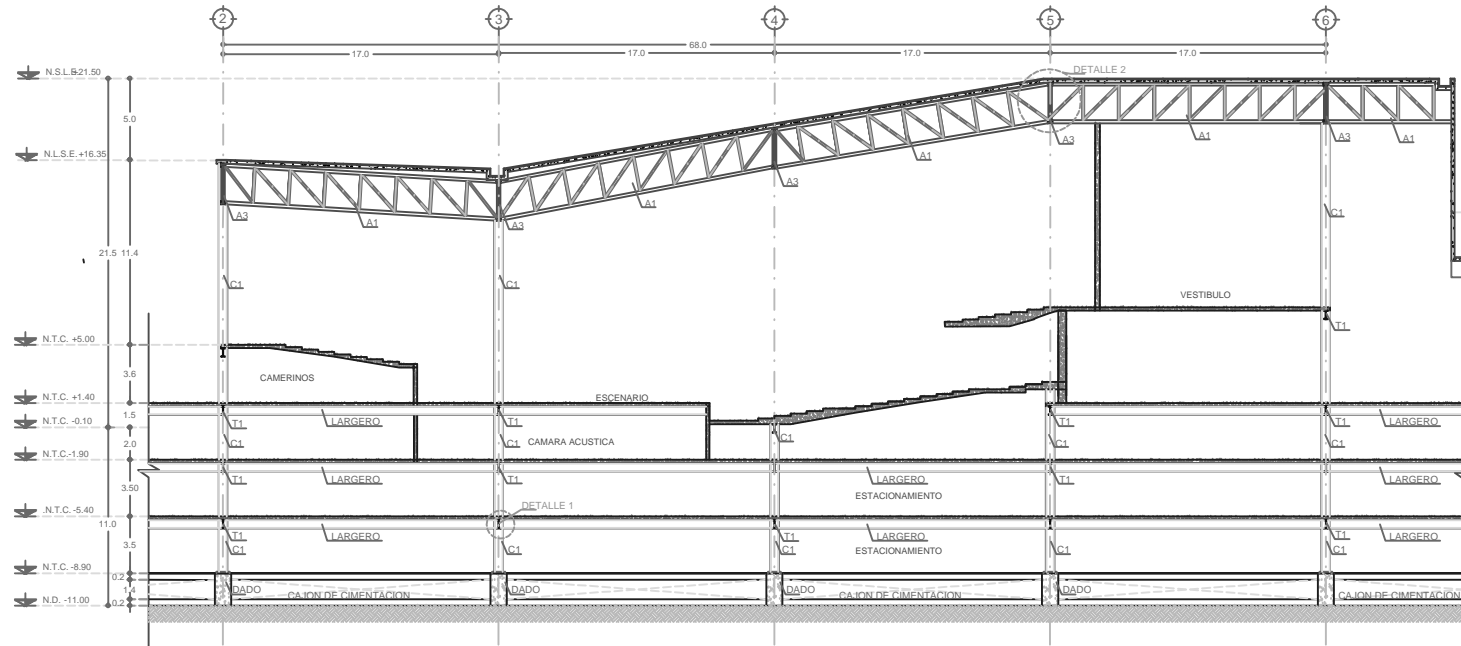 2 3 4 5 6
68.0
17.0 17.0 17.0 17.0
N.S.L.E+21.50
DETALLE 2
5.0
A3 A1 A3 A1
N.L.S.E. +16.35
A3
A3 A1 A3 A1 A1
C1
21.5 11.4
C1 C1
VESTIBULO
T1
N.T.C. +5.00
CAMERINOS
3.6
N.T.C. +1.40
ESCENARIO
1.5
T1 LARGERO T1 T1 T1 LARGERO
N.T.C. -0.10
C1 C1 CAMARA ACUSTICA C1 C1 C1
2.0
N.T.C.-1.90
T1 LARGERO T1 LARGERO T1 T1 LARGERO
3.50
ESTACIONAMIENTO
DETALLE 1
.N.T.C. -5.40
11.0
T1 LARGERO T1 LARGERO T1 T1 LARGERO
3.5
C1 C1 C1 ESTACIONAMIENTO C1 C1
N.T.C. -8.90
0.2
1.4
DADO DADO DADO DADO
CAJON DE CIMENTACION CAJON DE CIMENTACION CAJON DE CIMENTACION
N.D. -11.00
0.2